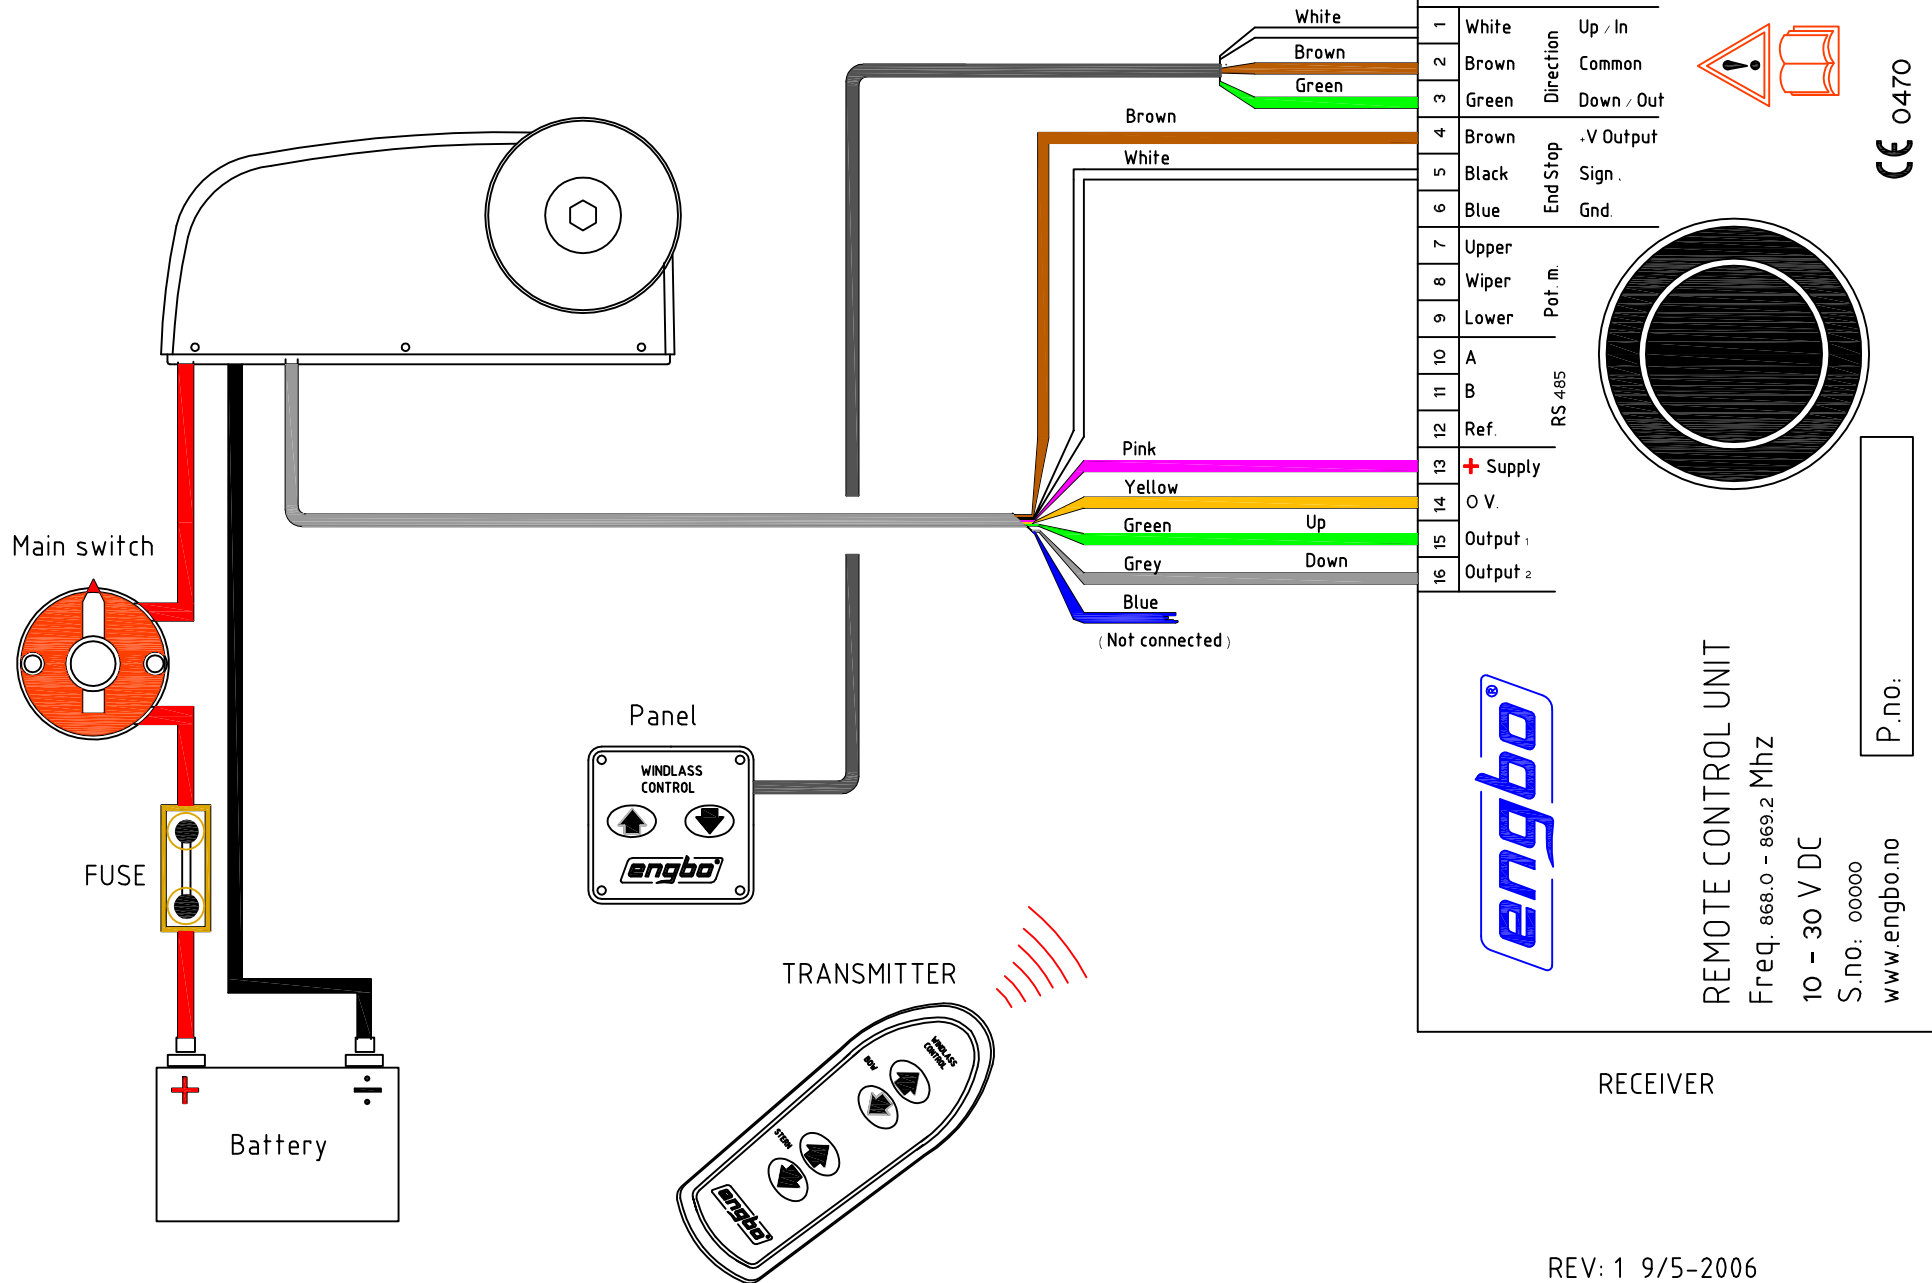 White
Brown
Green
Brown
White
1 White Up / In
2 Brown Common
3 Green Down / Out
Direction
4 Brown +V Output
5 Black Sign.
6 Blue Gnd.
End Stop
7 Upper
8 Wiper
9 Lower
Pot. m.
10 A
11 B
12 Ref.
RS 485
13 + Supply
14 0 V.
15 Output 1
16 Output 2
CE 0470
Pink
Yellow
Green Up
Grey Down
Blue
(Not connected)
Main switch
FUSE
+ ÷
Battery
Panel
WINDLASS
CONTROL
engbo®
TRANSMITTER
WINDLASS
CONTROL
BOW
STERN
engbo®
engbo®
REMOTE CONTROL UNIT
Freq. 868.0 - 869.2 Mhz
10 - 30 V DC
S.no: 00000
www.engbo.no
P.no:
RECEIVER
REV: 1 9/5-2006